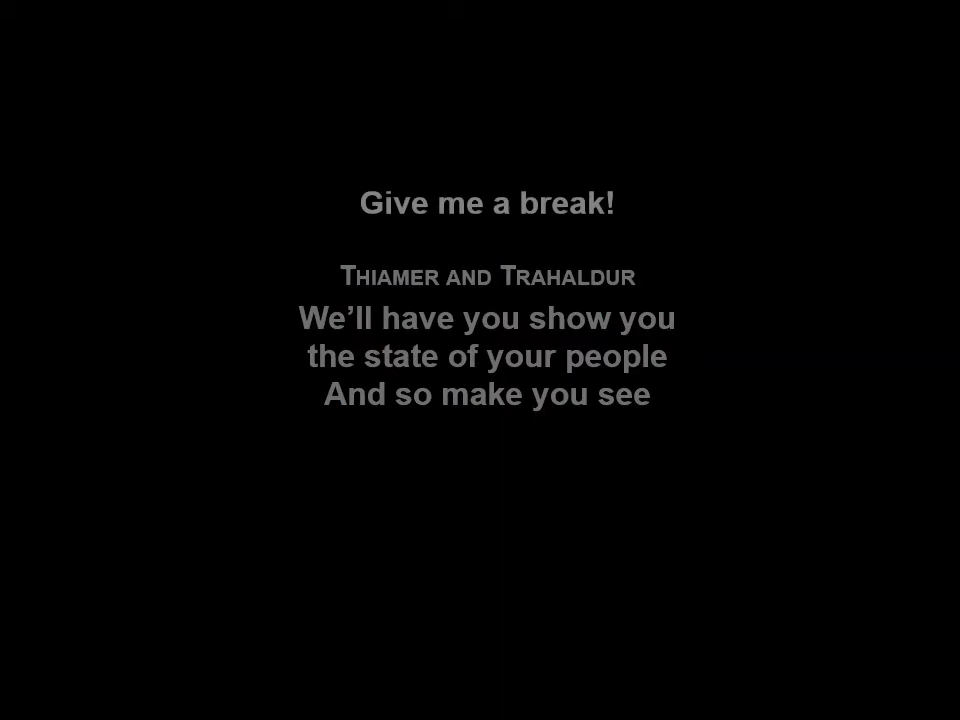 Give me a break!
THIAMER AND TRAHALDUR
We’ll have you show you
the state of your people
And so make you see